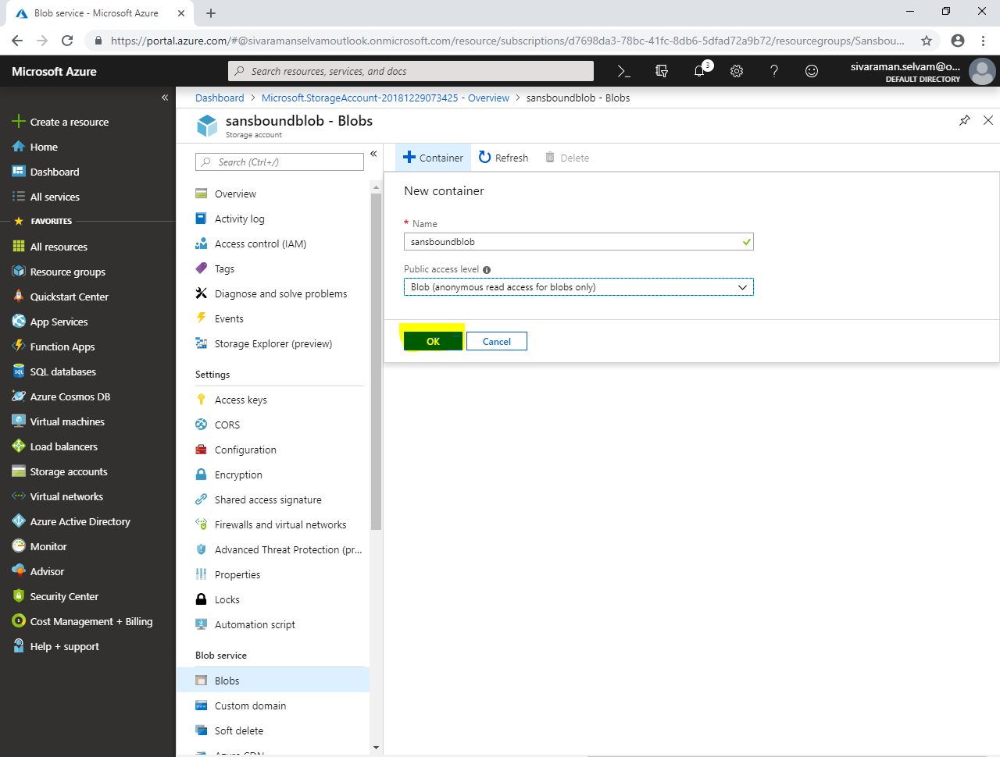 Blob service - Microsoft Azure
https://portal.azure.com/#@sivaramanselvamoutlook.onmicrosoft.com/resource/subscriptions/d7698da3-78bc-41fc-8db6-5dfad72a9b72/resourcegroups/Sansbou...
Microsoft Azure
Search resources, services, and docs
3
sivaraman.selvam@o...
DEFAULT DIRECTORY
Create a resource
Home
Dashboard
All services
FAVORITES
All resources
Resource groups
Quickstart Center
App Services
Function Apps
SQL databases
Azure Cosmos DB
Virtual machines
Load balancers
Storage accounts
Virtual networks
Azure Active Directory
Monitor
Advisor
Security Center
Cost Management + Billing
Help + support
Dashboard > Microsoft.StorageAccount-20181229073425 - Overview > sansboundblob - Blobs
sansboundblob - Blobs
Storage account
Search (Ctrl+/)
Overview
Activity log
Access control (IAM)
Tags
Diagnose and solve problems
Events
Storage Explorer (preview)
Settings
Access keys
CORS
Configuration
Encryption
Shared access signature
Firewalls and virtual networks
Advanced Threat Protection (pr...
Properties
Locks
Automation script
Blob service
Blobs
Custom domain
Soft delete
Azure CDN
Container
Refresh
Delete
New container
* Name
sansboundblob
Public access level
Blob (anonymous read access for blobs only)
OK
Cancel